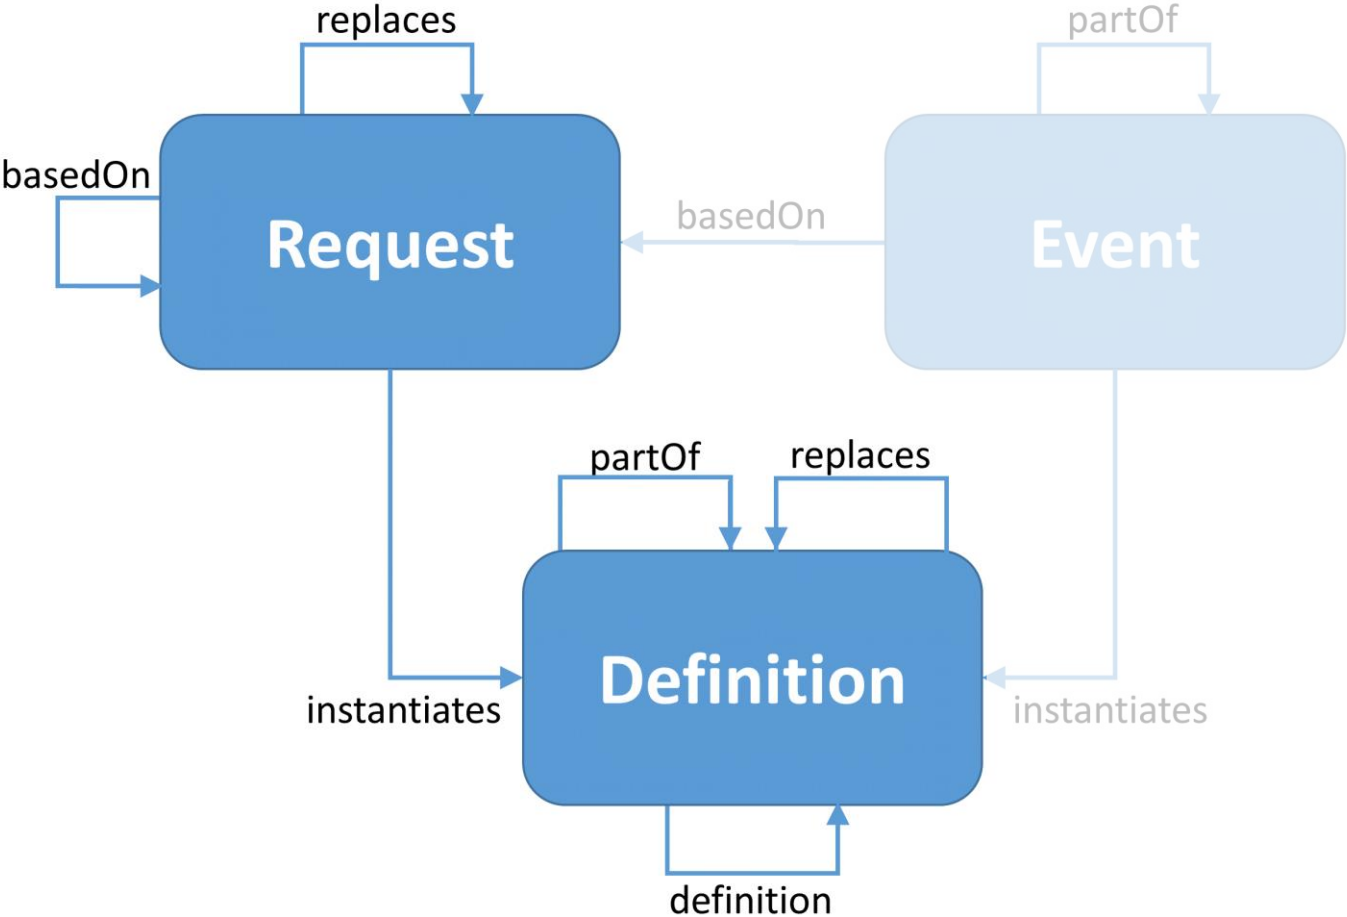 replaces
partOf
basedOn
basedOn
Request
Event
partOf
replaces
instantiates
Definition
instantiates
definition